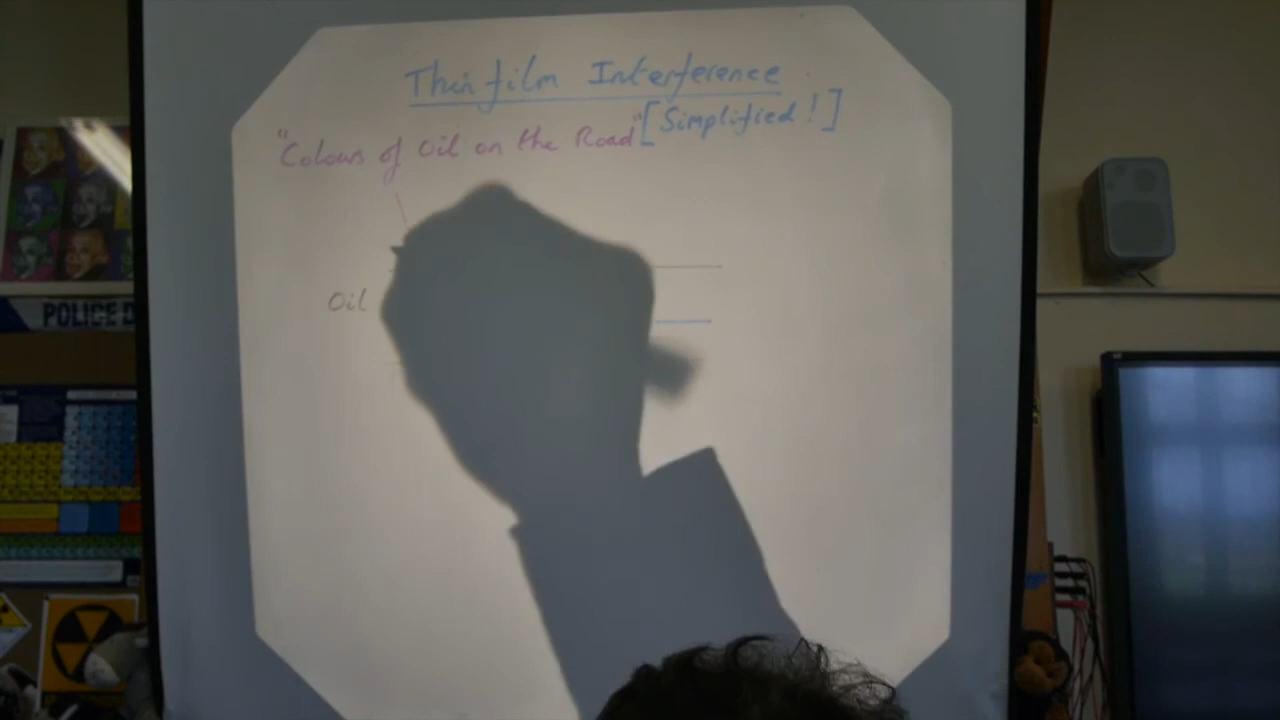 Thin film Interference
"Colours of Oil on the Road" [Simplified!]
Oil
POLICE D